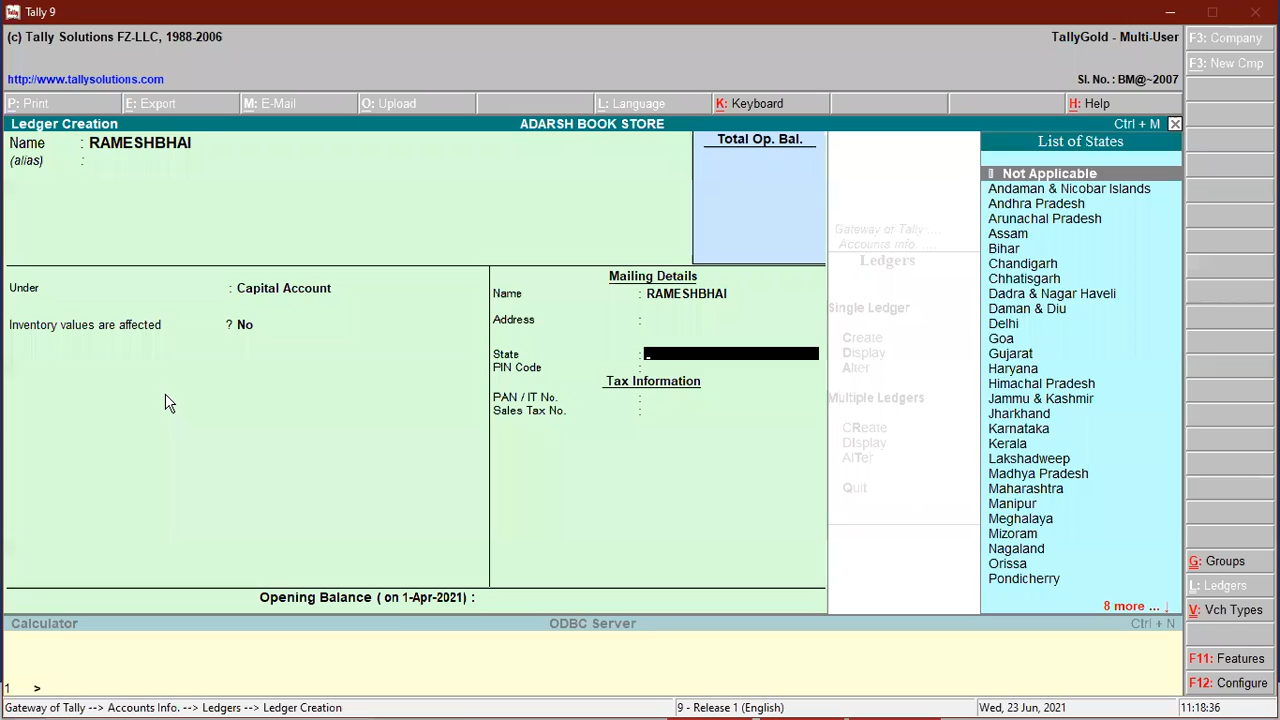 Tally 9
(c) Tally Solutions FZ-LLC, 1988-2006
TallyGold - Multi-User
http://www.tallysolutions.com
Sl. No. : BM@~2007
P: Print
E: Export
M: E-Mail
O: Upload
L: Language
K: Keyboard
H: Help
Ledger Creation
ADARSH BOOK STORE
Ctrl + M
Name : RAMESHBHAI
(alias) :
Total Op. Bal.
Under : Capital Account
Inventory values are affected ? No
Mailing Details
Name : RAMESHBHAI
Address :
State :
PIN Code :
Tax Information
PAN / IT No. :
Sales Tax No. :
Opening Balance ( on 1-Apr-2021) :
Gateway of Tally ....
Accounts Info. ....
Ledgers
Single Ledger
Create
Display
Alter
Multiple Ledgers
CReate
DIsplay
AlTer
Quit
List of States
Not Applicable
Andaman & Nicobar Islands
Andhra Pradesh
Arunachal Pradesh
Assam
Bihar
Chandigarh
Chhatisgarh
Dadra & Nagar Haveli
Daman & Diu
Delhi
Goa
Gujarat
Haryana
Himachal Pradesh
Jammu & Kashmir
Jharkhand
Karnataka
Kerala
Lakshadweep
Madhya Pradesh
Maharashtra
Manipur
Meghalaya
Mizoram
Nagaland
Orissa
Pondicherry
8 more ... ↓
F3: Company
F3: New Cmp
G: Groups
L: Ledgers
V: Vch Types
F11: Features
F12: Configure
Calculator
ODBC Server
Ctrl + N
1 >
Gateway of Tally --> Accounts Info. --> Ledgers --> Ledger Creation
9 - Release 1 (English)
Wed, 23 Jun, 2021
11:18:36